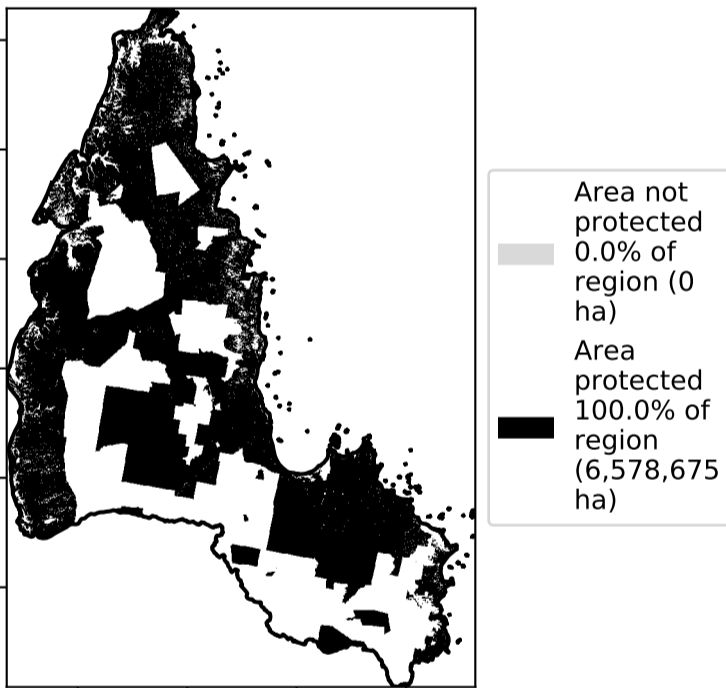 Area not
protected
0.0% of
region (0
ha)
Area
protected
100.0% of
region
(6,578,675
ha)